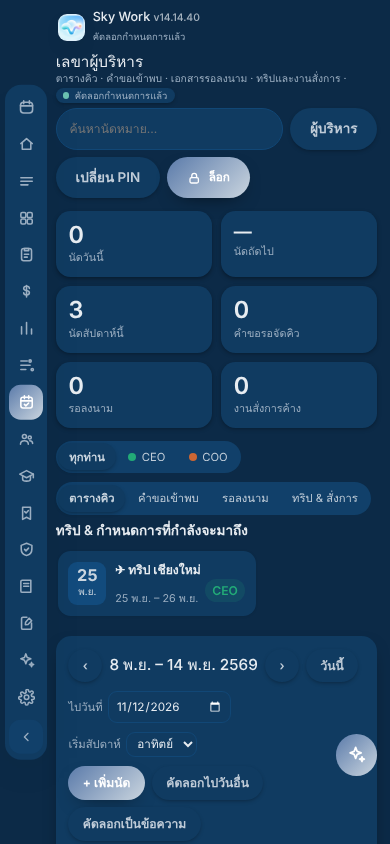 Sky Work v14.14.40
คัดลอกกำหนดการแล้ว
เลขาผู้บริหาร
ตารางคิว · คำขอเข้าพบ · เอกสารรอลงนาม · ทริปและงานสั่งการ ·
คัดลอกกำหนดการแล้ว
ค้นหานัดหมาย...
ผู้บริหาร
เปลี่ยน PIN
ล็อก
0
นัดวันนี้
—
นัดถัดไป
3
นัดสัปดาห์นี้
0
คำขอรอจัดคิว
0
รอลงนาม
0
งานสั่งการค้าง
ทุกท่าน
CEO
COO
ตารางคิว
คำขอเข้าพบ
รอลงนาม
ทริป & สั่งการ
ทริป & กำหนดการที่กำลังจะมาถึง
25
พ.ย.
✈ ทริป เชียงใหม่
25 พ.ย. – 26 พ.ย.
CEO
‹
8 พ.ย. – 14 พ.ย. 2569
›
วันนี้
ไปวันที่
11/12/2026
เริ่มสัปดาห์
อาทิตย์
+ เพิ่มนัด
คัดลอกไปวันอื่น
คัดลอกเป็นข้อความ